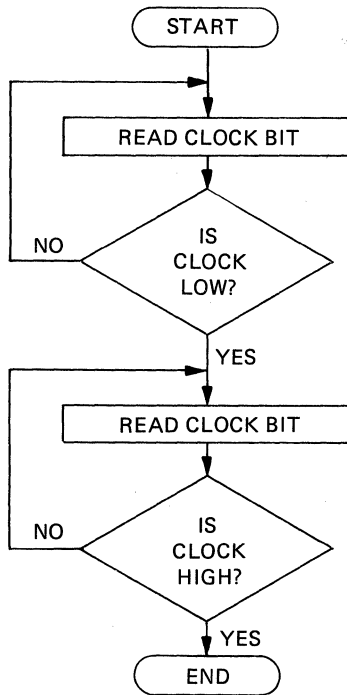 START
READ CLOCK BIT
IS
CLOCK
LOW?
NO
YES
READ CLOCK BIT
IS
CLOCK
HIGH?
NO
YES
END